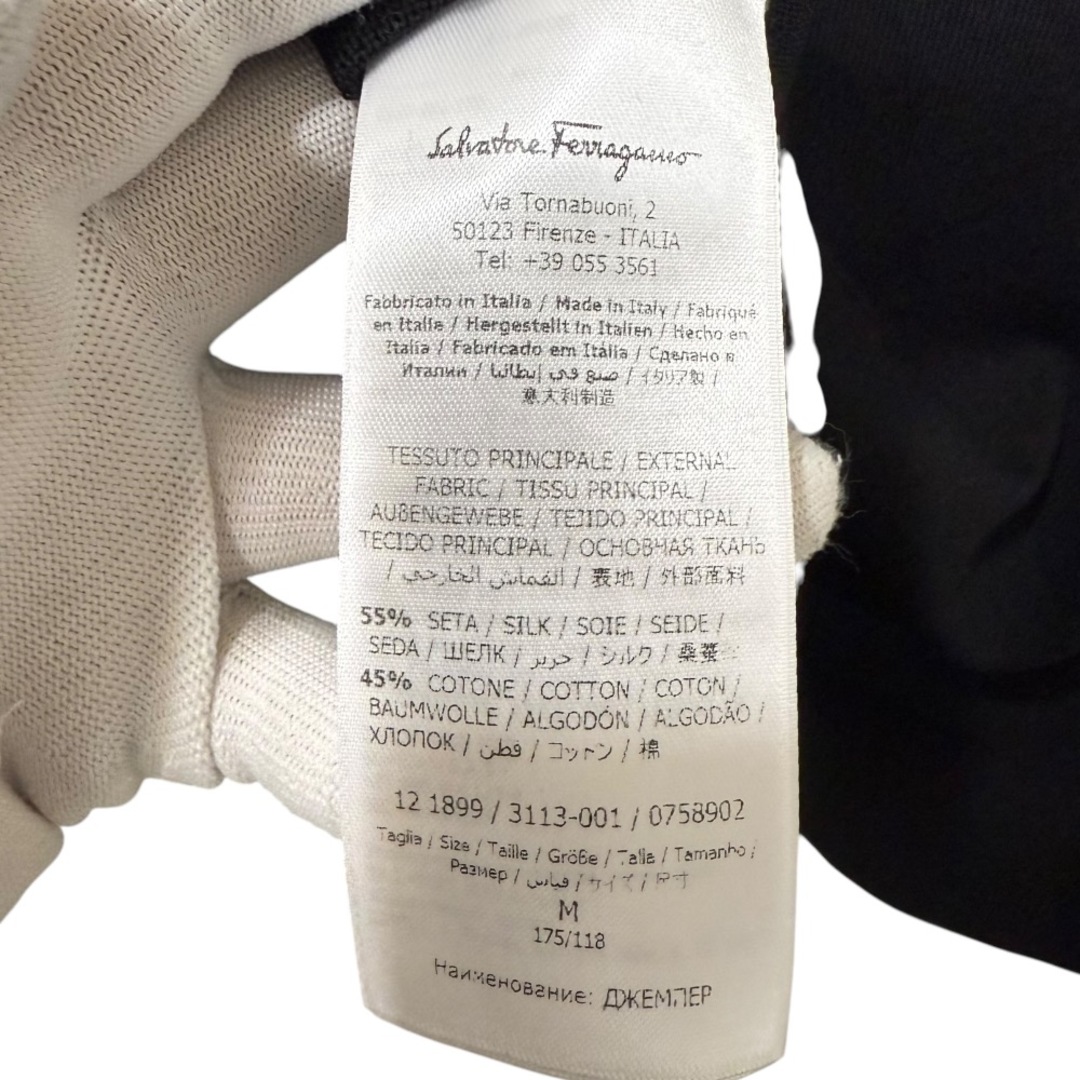 Salvatore Ferragamo
Via Tornabuoni, 2
50123 Firenze - ITALIA
Tel: +39 055 3561
Fabbricato in Italia / Made in Italy / Fabriqué
en Italie / Hergestellt in Italien / Hecho en
Italia / Fabricado em Itália / Сделано в
Италии / صنع في إيطاليا / イタリア製 /
意大利制造
TESSUTO PRINCIPALE / EXTERNAL
FABRIC / TISSU PRINCIPAL /
AUßENGEWEBE / TEJIDO PRINCIPAL /
TECIDO PRINCIPAL / ОСНОВНАЯ ТКАНЬ
/ القماش الخارجي / 表地 / 外部面料
55% SETA / SILK / SOIE / SEIDE /
SEDA / ШЕЛК / حرير / シルク / 桑蚕
45% COTONE / COTTON / COTON /
BAUMWOLLE / ALGODÓN / ALGODÃO /
ХЛОПОК / قطن / コットン / 棉
12 1899 / 3113-001 / 0758902
Taglia / Size / Taille / Größe / Talla / Tamanho /
Размер / قياس / サイズ / 尺寸
M
175/118
Наименование: ДЖЕМПЕР